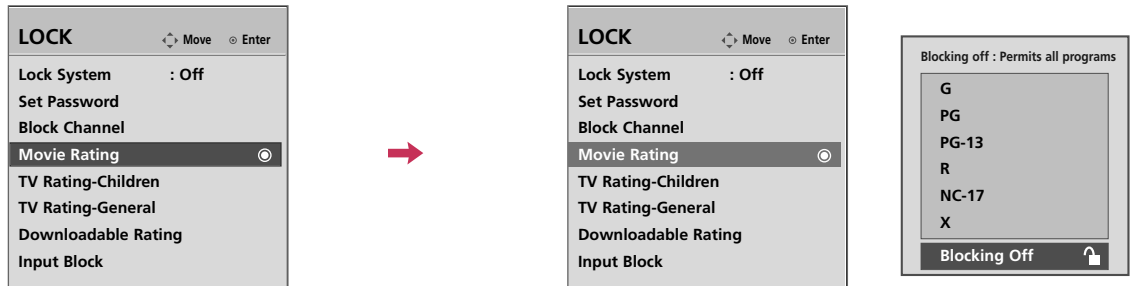 LOCK Move Enter
Lock System : Off
Set Password
Block Channel
Movie Rating
TV Rating-Children
TV Rating-General
Downloadable Rating
Input Block
LOCK Move Enter
Lock System : Off
Set Password
Block Channel
Movie Rating
TV Rating-Children
TV Rating-General
Downloadable Rating
Input Block
Blocking off : Permits all programs
G
PG
PG-13
R
NC-17
X
Blocking Off